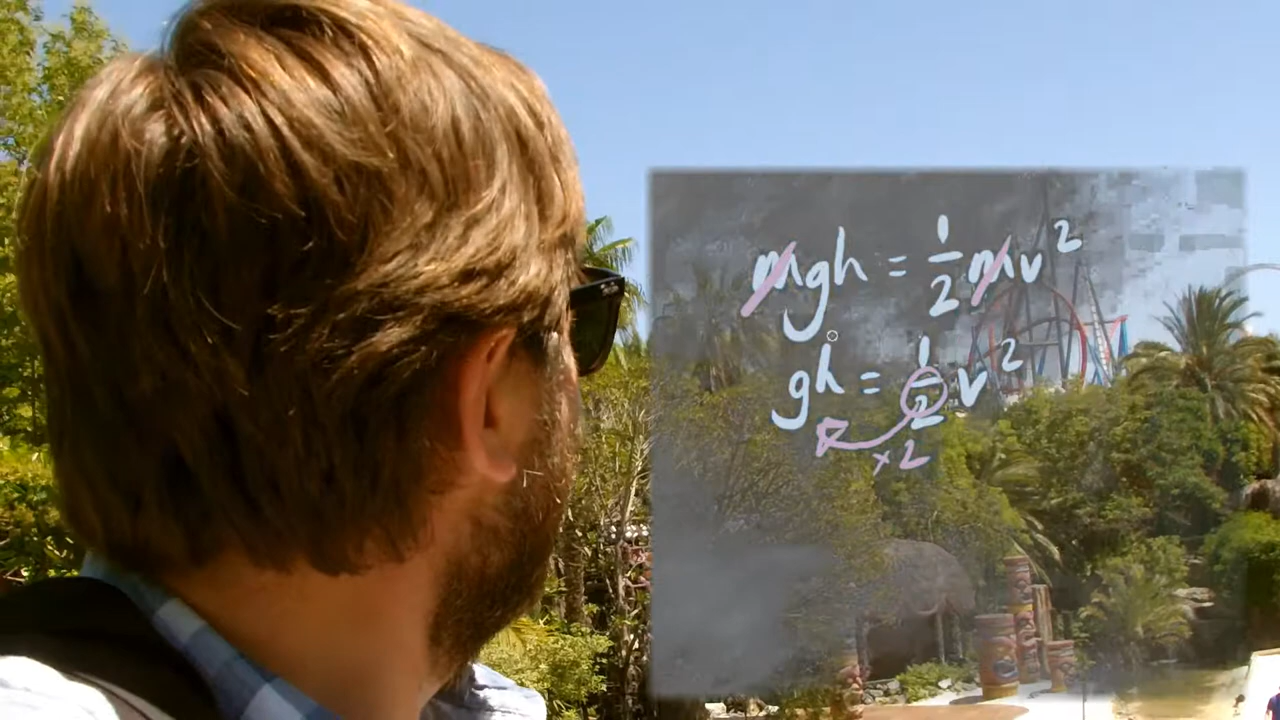 mgh = 1/2 mv²
gh = 1/2 v²
×2